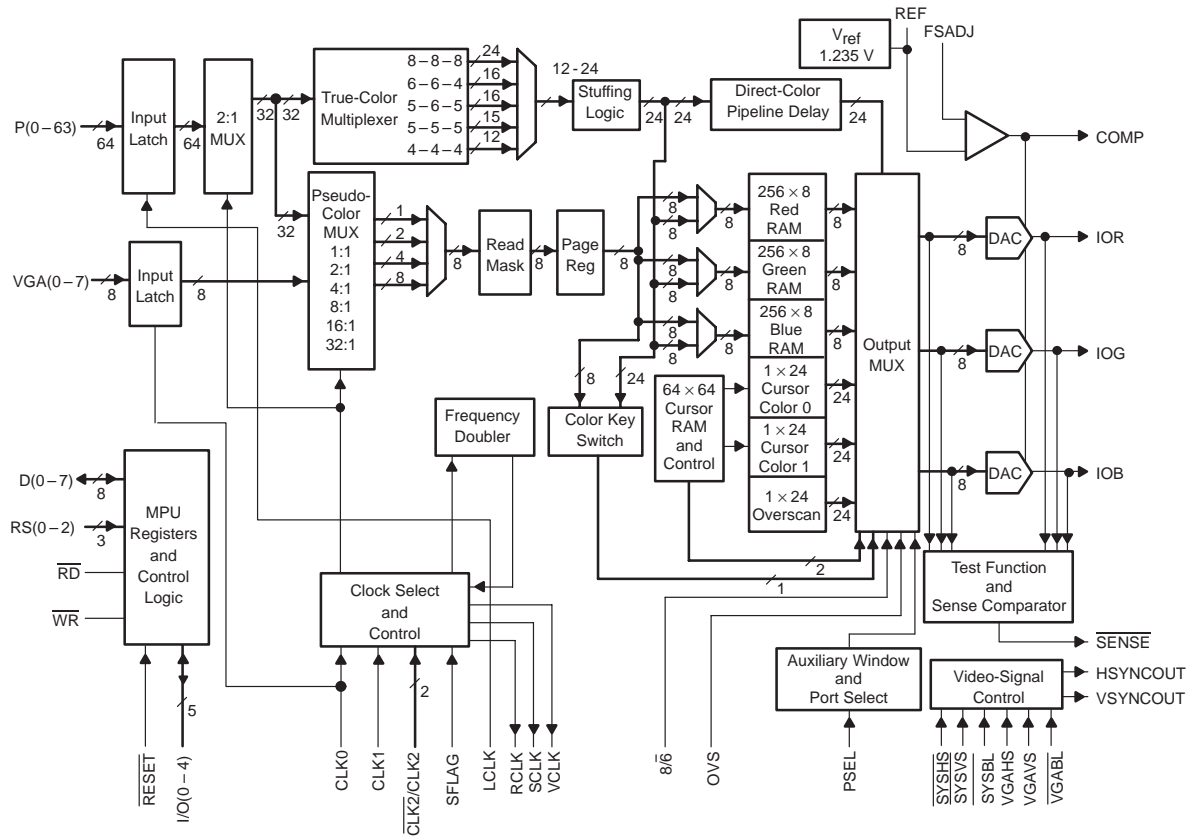 REF
FSADJ
Vref
1.235 V
P(0–63)
64
Input
Latch
64
2:1
MUX
32
32
32
True-Color
Multiplexer
8–8–8
24
6–6–4
16
5–6–5
16
5–5–5
15
4–4–4
12
12-24
Stuffing
Logic
24
24
Direct-Color
Pipeline Delay
24
COMP
VGA(0–7)
8
Input
Latch
8
Pseudo-
Color
MUX
1:1
2:1
4:1
8:1
16:1
32:1
1
2
4
8
8
Read
Mask
8
Page
Reg
8
8
8
8
8
8
8
8
8
8
256 × 8
Red
RAM
8
256 × 8
Green
RAM
8
256 × 8
Blue
RAM
8
1 × 24
Cursor
Color 0
24
1 × 24
Cursor
Color 1
24
1 × 24
Overscan
24
Output
MUX
8
DAC
IOR
8
DAC
IOG
8
DAC
IOB
8
24
Color Key
Switch
64 × 64
Cursor
RAM
and
Control
2
1
Frequency
Doubler
D(0–7)
8
RS(0–2)
3
RD
WR
MPU
Registers
and
Control
Logic
5
Clock Select
and
Control
2
Test Function
and
Sense Comparator
SENSE
Auxiliary Window
and
Port Select
Video-Signal
Control
HSYNCOUT
VSYNCOUT
RESET
I/O(0–4)
CLK0
CLK1
CLK2/CLK2
SFLAG
LCLK
RCLK
SCLK
VCLK
8/6
OVS
PSEL
SYSHS
SYSVS
SYSBL
VGAHS
VGAVS
VGABL